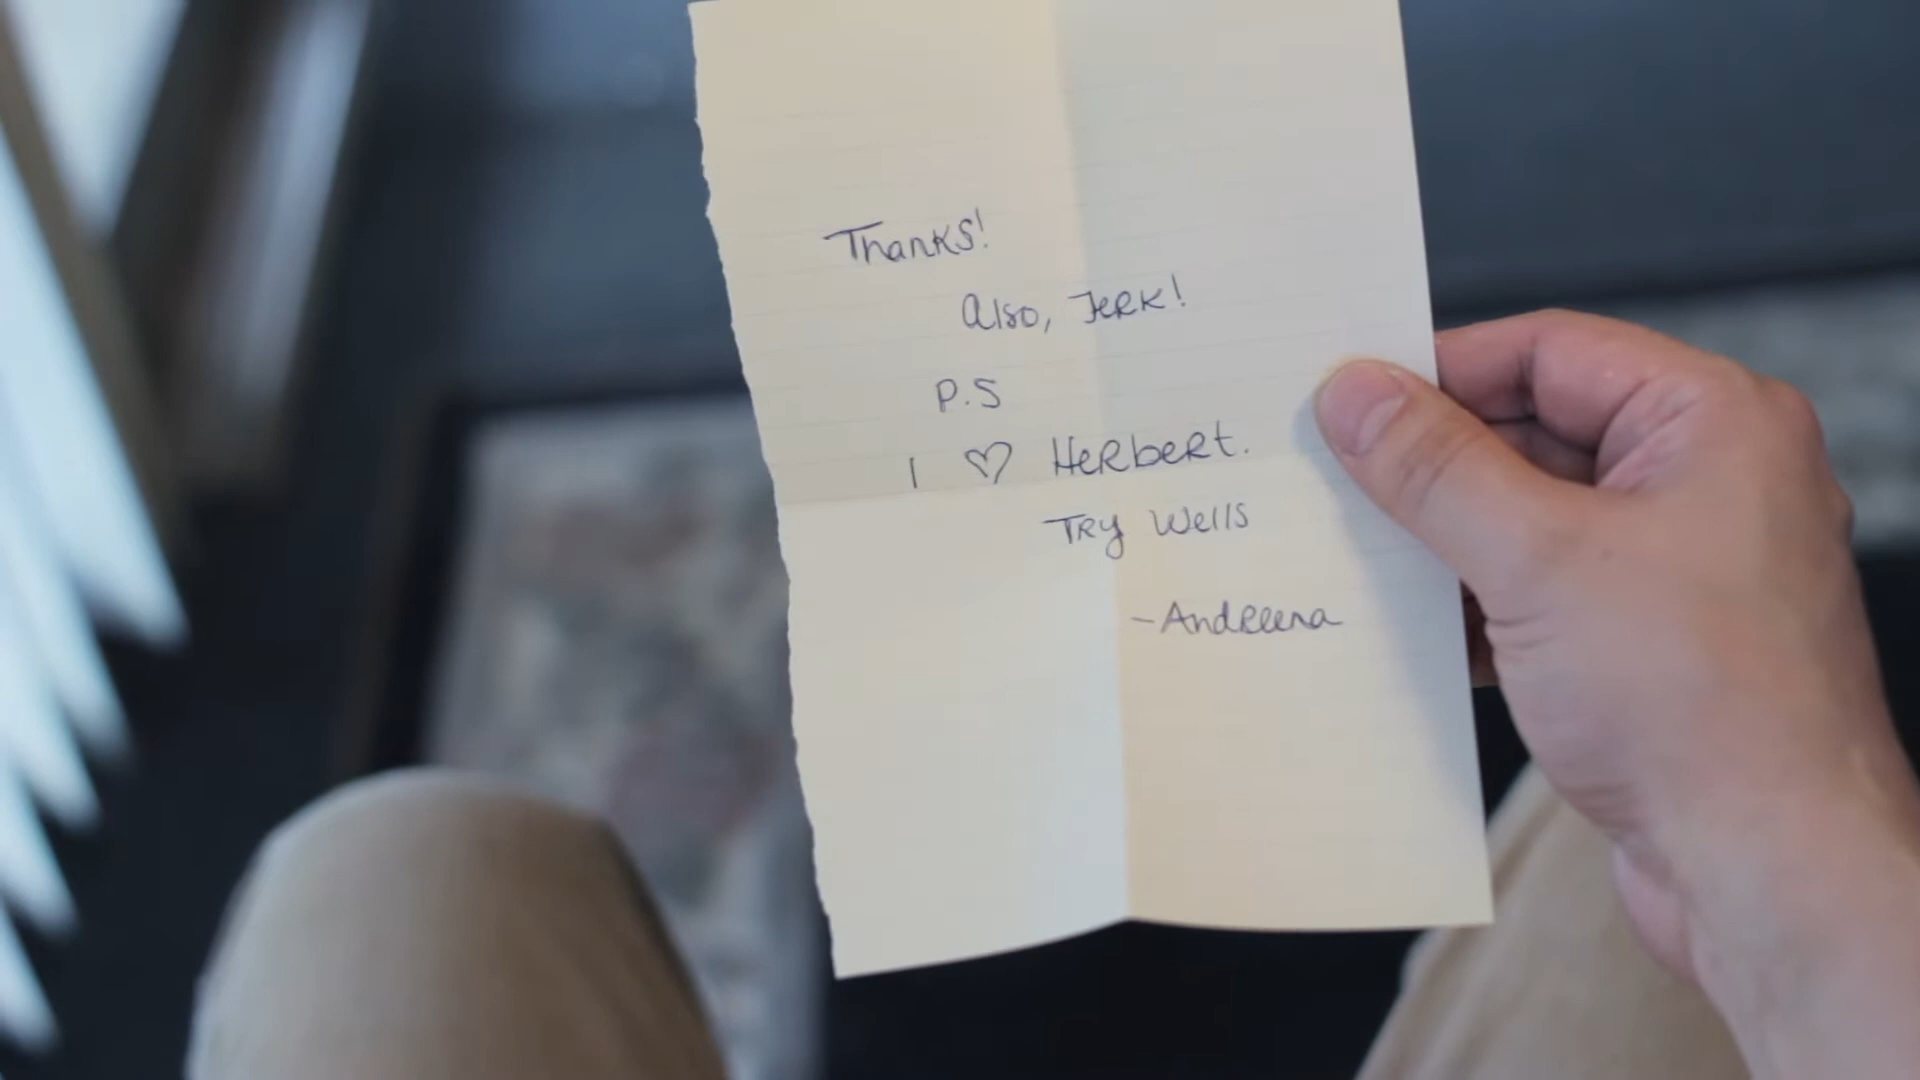 Thanks!
Also, Jerk!
P.S
I ♡ Herbert.
Try Wells
-Andreena